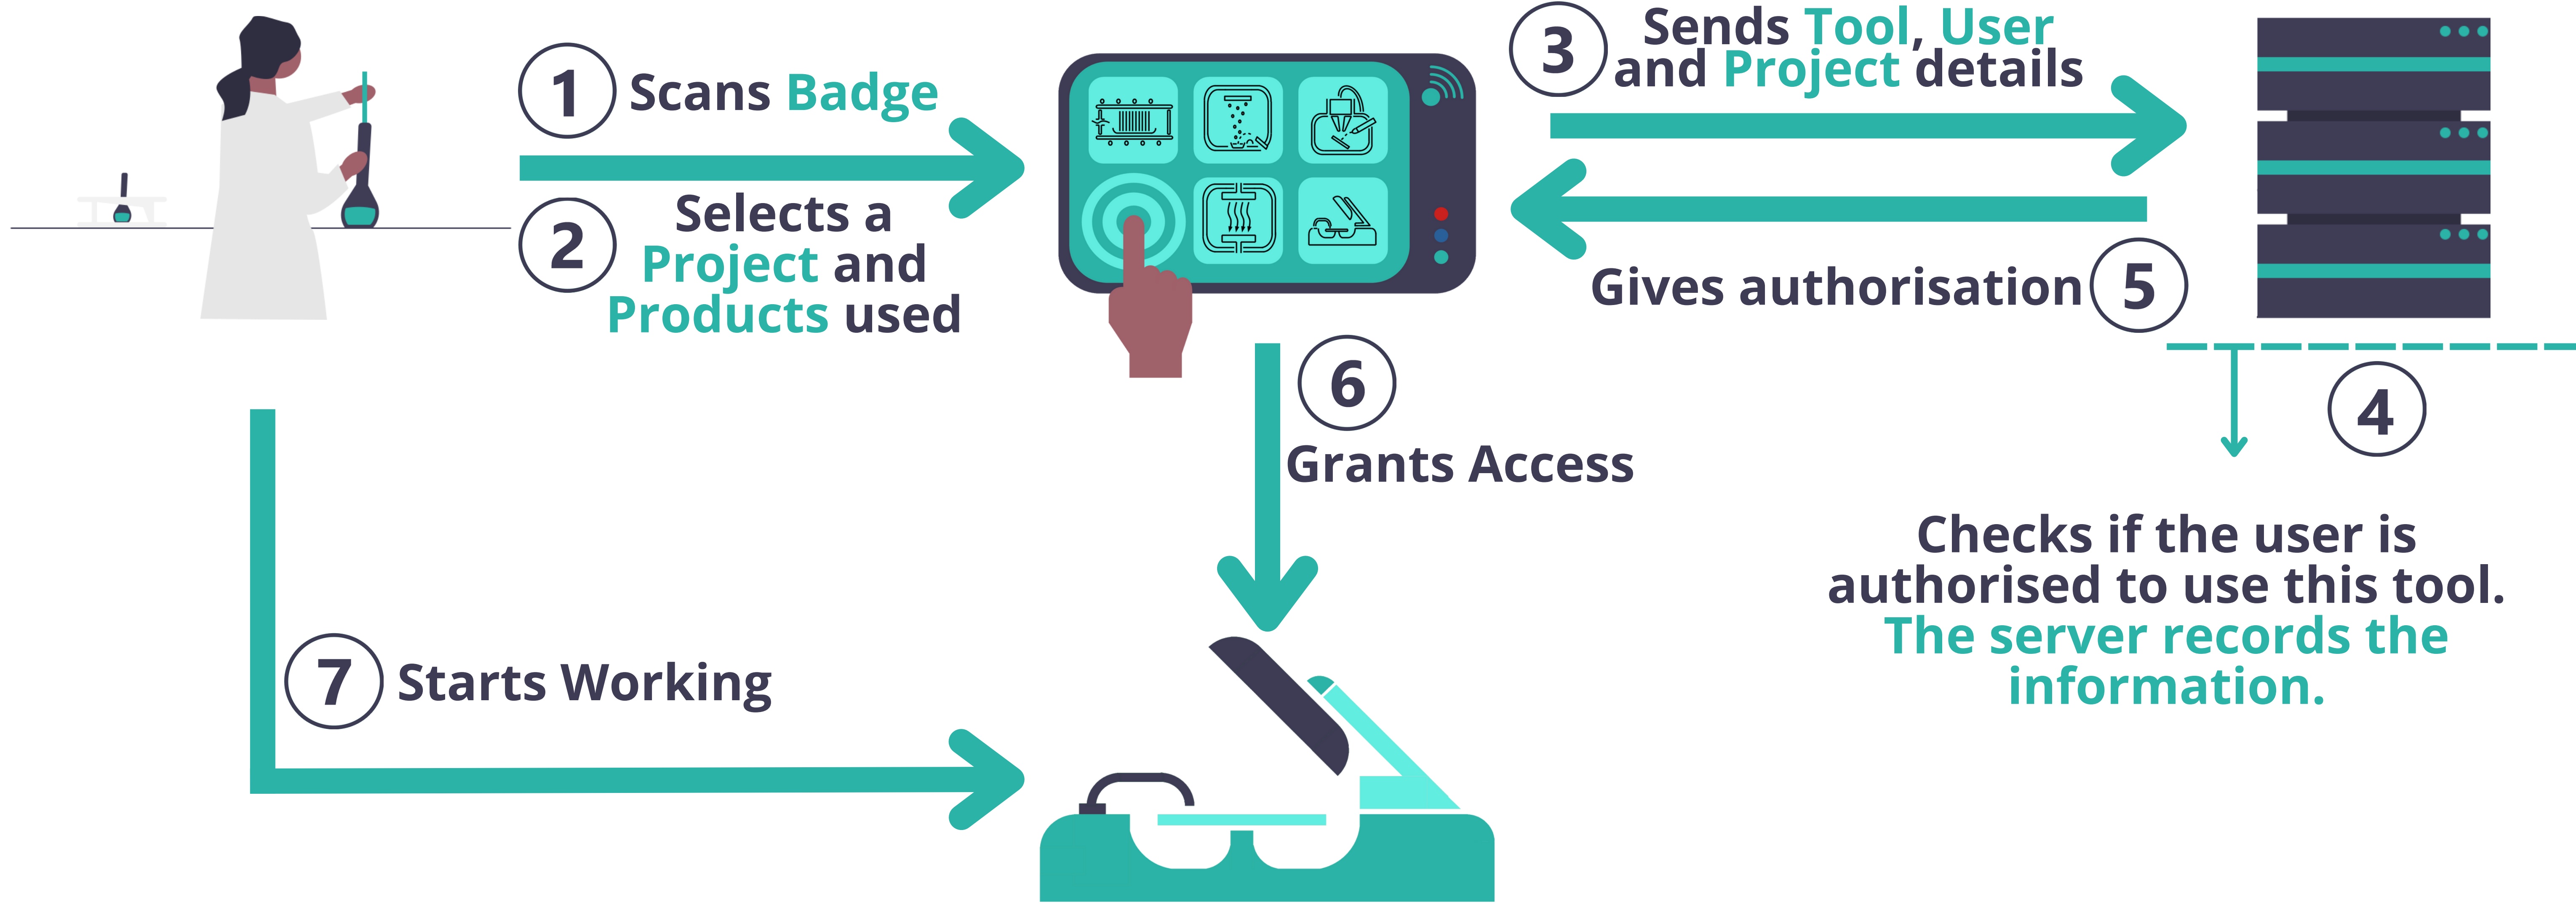 1
Scans Badge
2
Selects a
Project and
Products used
3
Sends Tool, User
and Project details
4
Checks if the user is
authorised to use this tool.
The server records the
information.
5
Gives authorisation
6
Grants Access
7
Starts Working